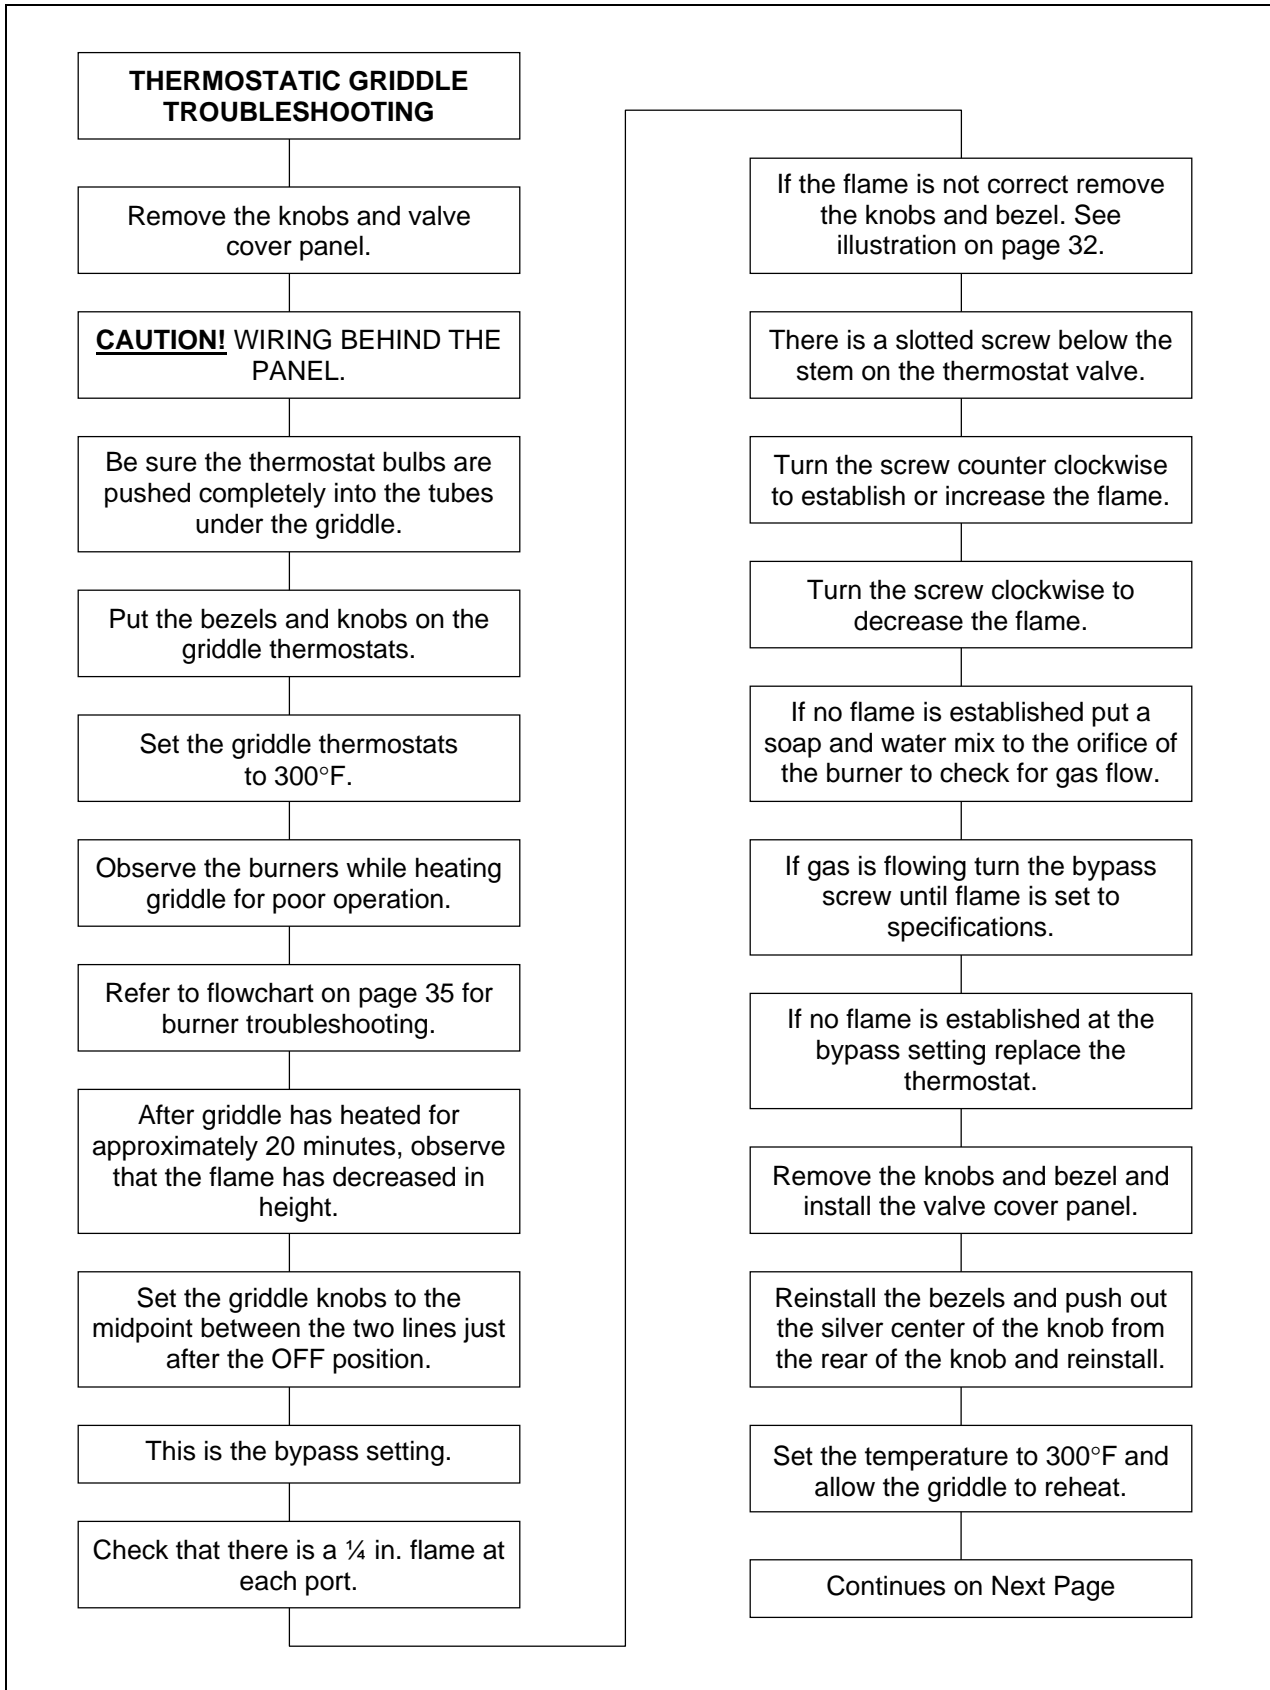 THERMOSTATIC GRIDDLE
TROUBLESHOOTING
Remove the knobs and valve
cover panel.
CAUTION! WIRING BEHIND THE
PANEL.
Be sure the thermostat bulbs are
pushed completely into the tubes
under the griddle.
Put the bezels and knobs on the
griddle thermostats.
Set the griddle thermostats
to 300°F.
Observe the burners while heating
griddle for poor operation.
Refer to flowchart on page 35 for
burner troubleshooting.
After griddle has heated for
approximately 20 minutes, observe
that the flame has decreased in
height.
Set the griddle knobs to the
midpoint between the two lines just
after the OFF position.
This is the bypass setting.
Check that there is a ¼ in. flame at
each port.
If the flame is not correct remove
the knobs and bezel. See
illustration on page 32.
There is a slotted screw below the
stem on the thermostat valve.
Turn the screw counter clockwise
to establish or increase the flame.
Turn the screw clockwise to
decrease the flame.
If no flame is established put a
soap and water mix to the orifice of
the burner to check for gas flow.
If gas is flowing turn the bypass
screw until flame is set to
specifications.
If no flame is established at the
bypass setting replace the
thermostat.
Remove the knobs and bezel and
install the valve cover panel.
Reinstall the bezels and push out
the silver center of the knob from
the rear of the knob and reinstall.
Set the temperature to 300°F and
allow the griddle to reheat.
Continues on Next Page